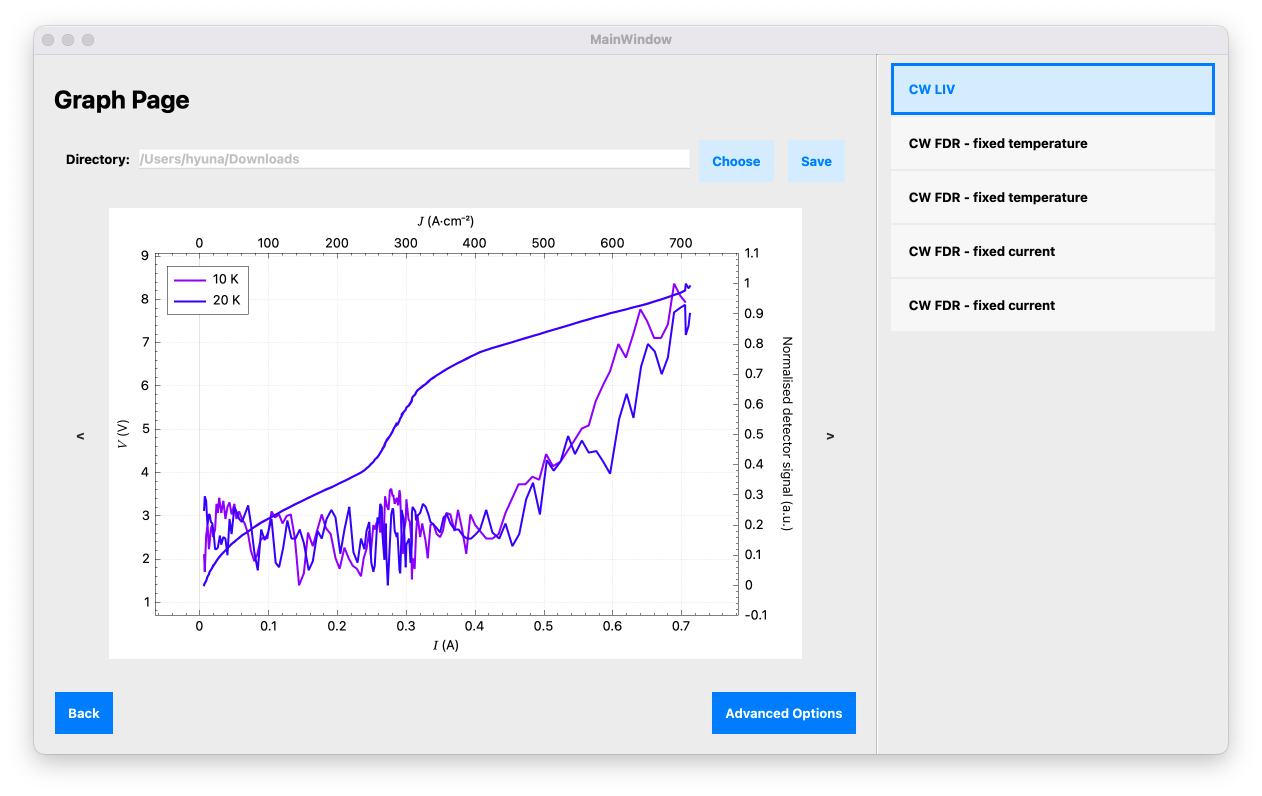 MainWindow
Graph Page
Directory: /Users/hyuna/Downloads Choose Save
J (A·cm⁻²)
0 100 200 300 400 500 600 700
9
8
7
6
5
4
3
2
1
V (V)
10 K
20 K
1.1
1
0.9
0.8
0.7
0.6
0.5
0.4
0.3
0.2
0.1
0
-0.1
Normalised detector signal (a.u.)
0 0.1 0.2 0.3 0.4 0.5 0.6 0.7
I (A)
<
>
Back
Advanced Options
CW LIV
CW FDR - fixed temperature
CW FDR - fixed temperature
CW FDR - fixed current
CW FDR - fixed current